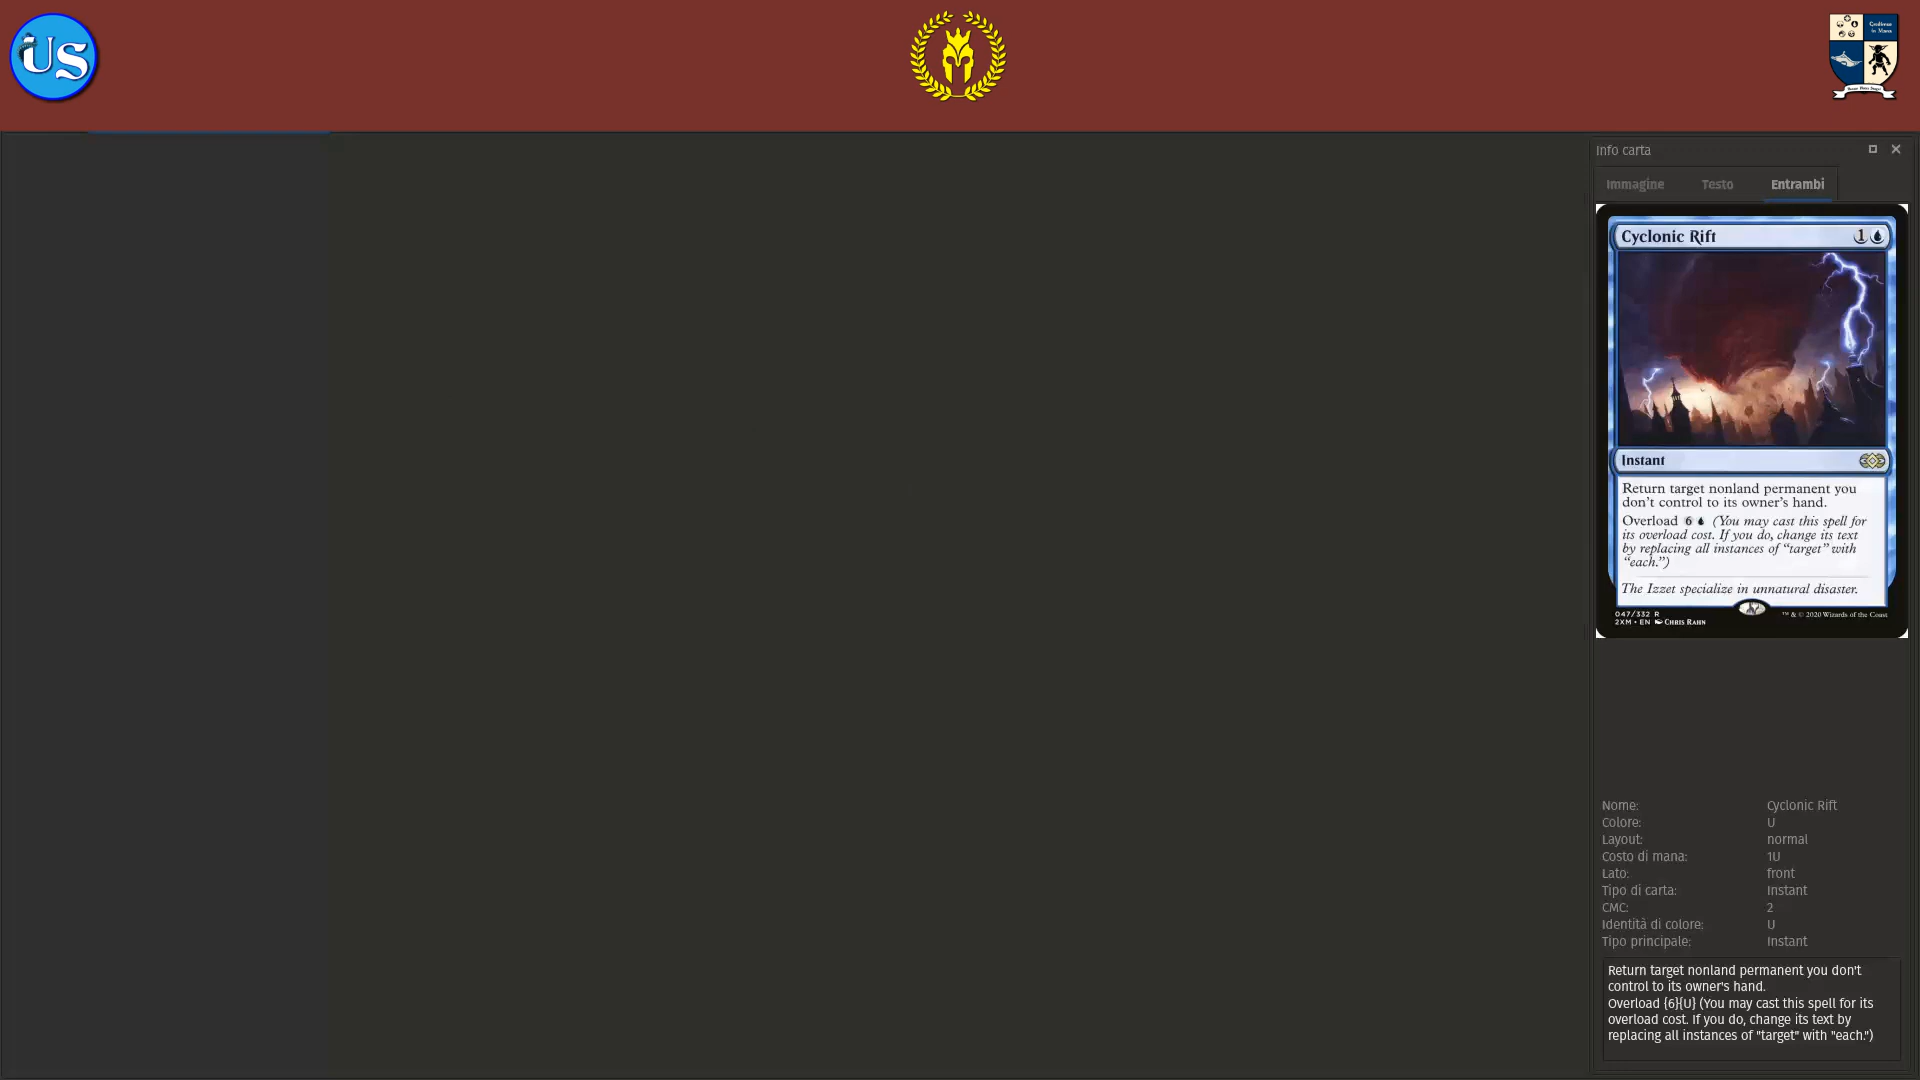 US
Info carta
Immagine Testo Entrambi
Cyclonic Rift 1
Instant
Return target nonland permanent you
don't control to its owner's hand.
Overload 6 (You may cast this spell for
its overload cost. If you do, change its text
by replacing all instances of “target” with
“each.”)
The Izzet specialize in unnatural disaster.
047/332 R
2XM • EN Chris Rahn
™ & © 2020 Wizards of the Coast
Nome: Cyclonic Rift
Colore: U
Layout: normal
Costo di mana: 1U
Lato: front
Tipo di carta: Instant
CMC: 2
Identità di colore: U
Tipo principale: Instant
Return target nonland permanent you don't
control to its owner's hand.
Overload {6}{U} (You may cast this spell for its
overload cost. If you do, change its text by
replacing all instances of "target" with "each.")